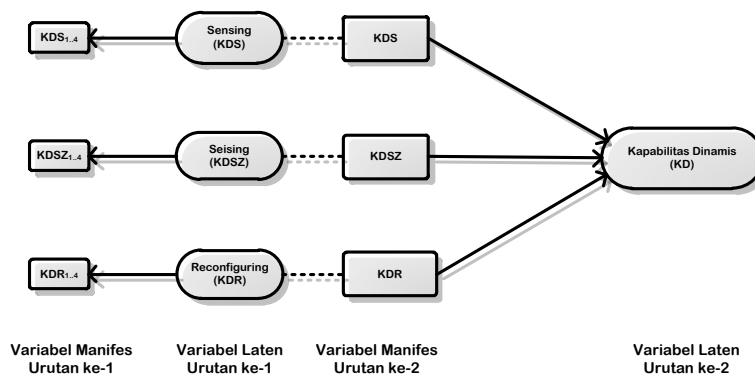 Sensing
(KDS)
KDS1..4
KDS
Seising
(KDSZ)
KDSZ1..4
KDSZ
Kapabilitas Dinamis
(KD)
Reconfiguring
(KDR)
KDR1..4
KDR
Variabel Manifes
Urutan ke-1
Variabel Laten
Urutan ke-1
Variabel Manifes
Urutan ke-2
Variabel Laten
Urutan ke-2